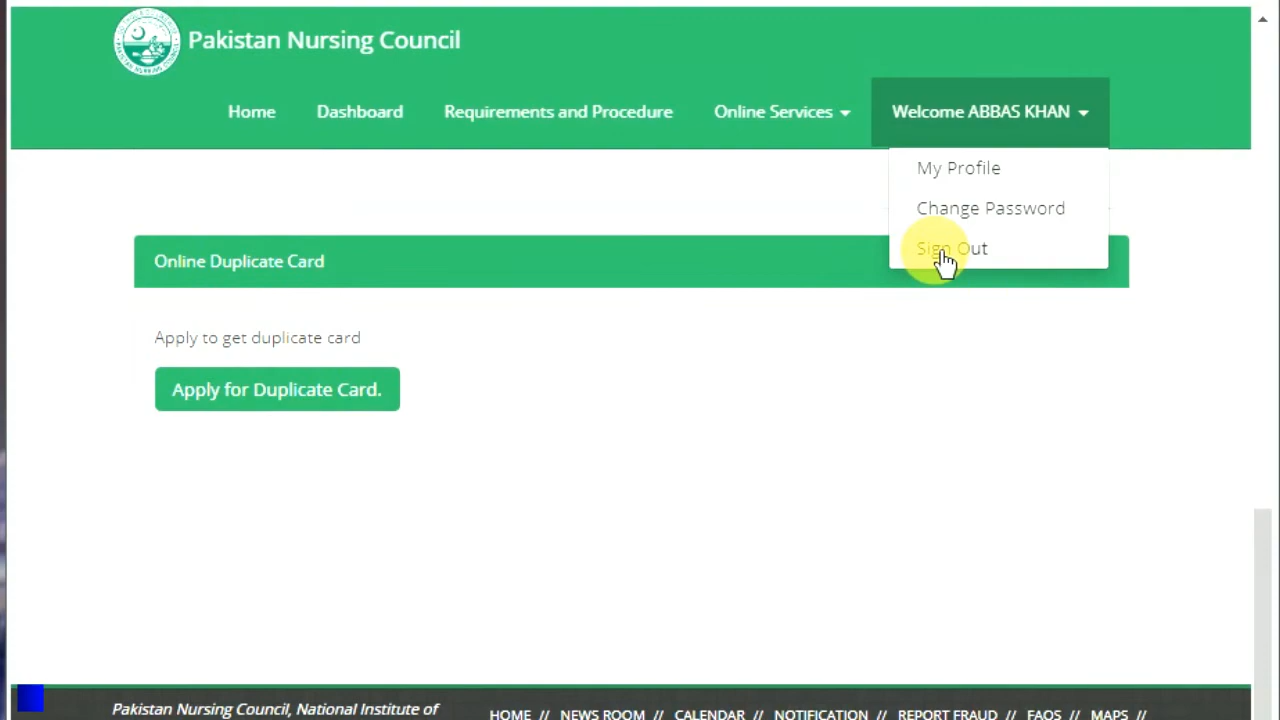 Pakistan Nursing Council
Home Dashboard Requirements and Procedure Online Services Welcome ABBAS KHAN
My Profile
Change Password
Sign Out
Online Duplicate Card
Apply to get duplicate card
Apply for Duplicate Card.
Pakistan Nursing Council, National Institute of
HOME // NEWS ROOM // CALENDAR // NOTIFICATION // REPORT FRAUD // FAQS // MAPS //